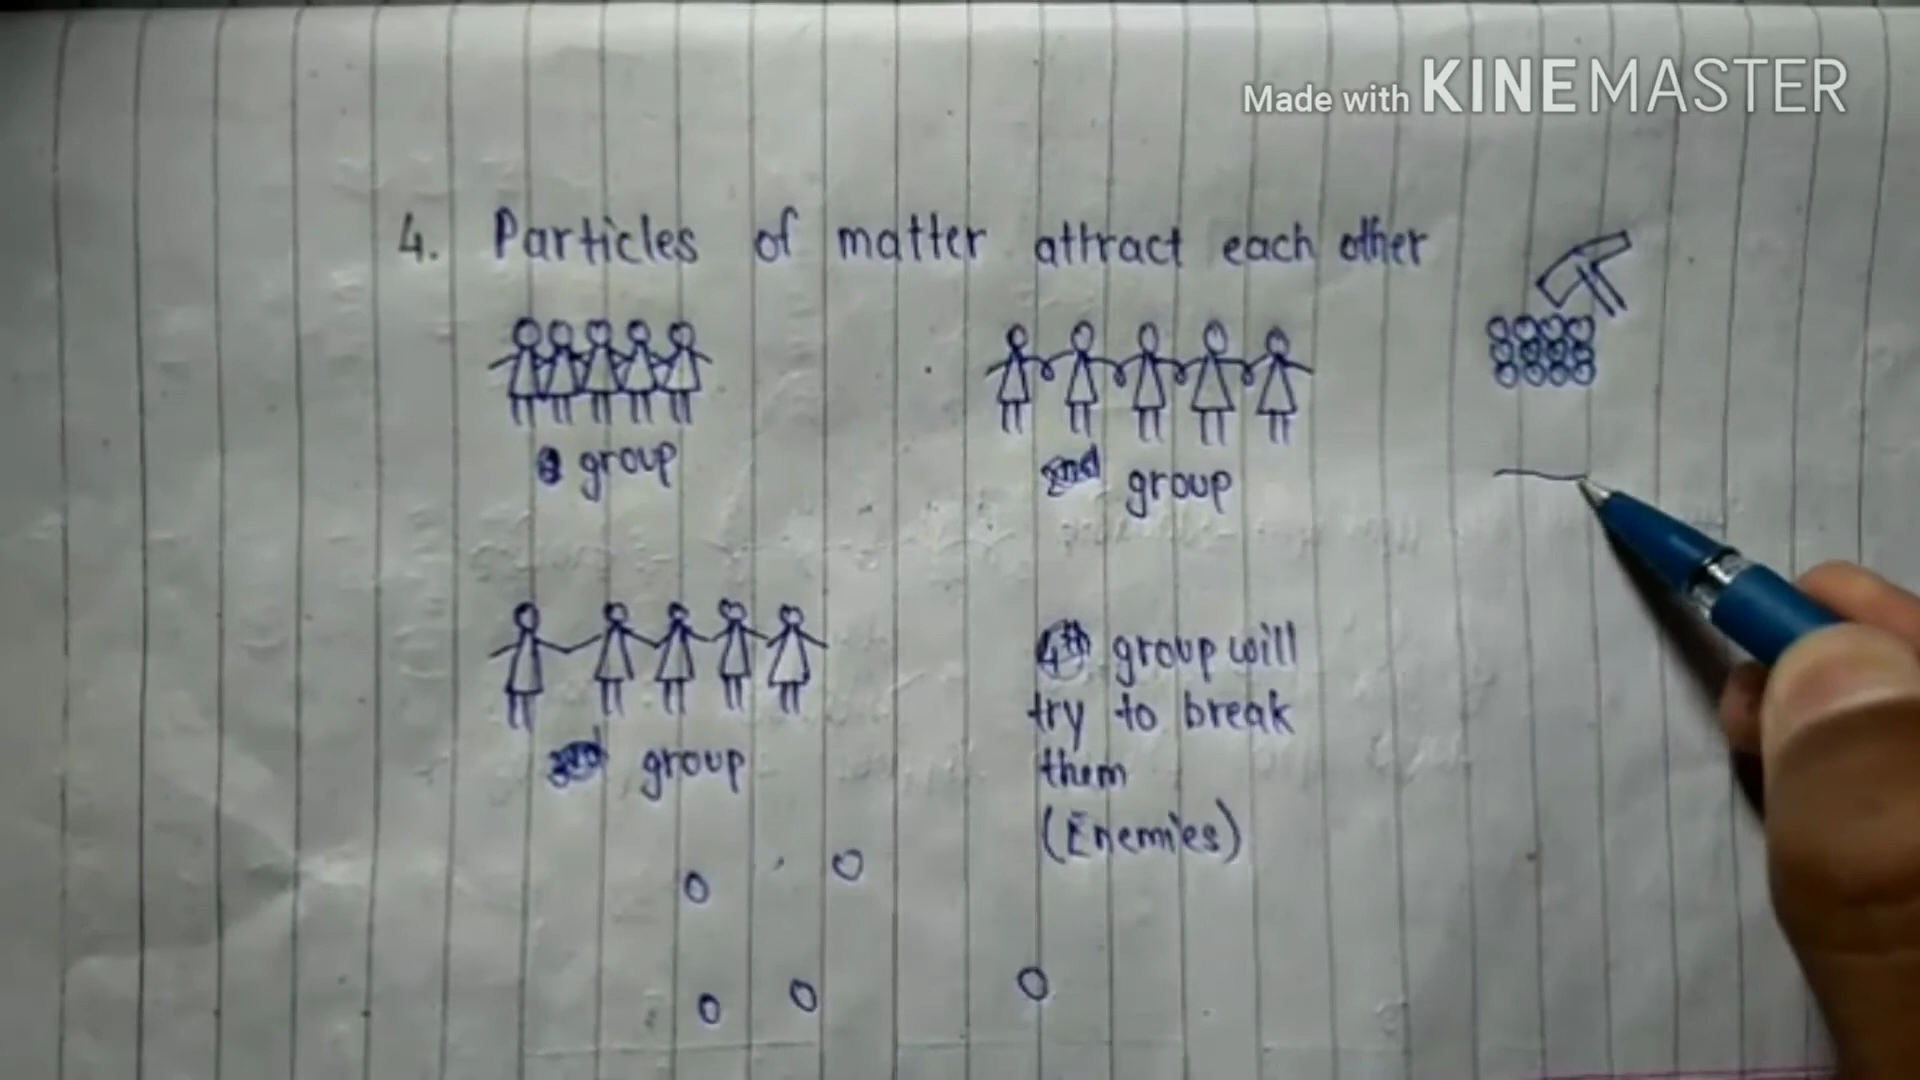 Made with KINEMASTER
4. Particles of matter attract each other
group
2nd group
3rd group
4th group will
try to break
them
(Enemies)